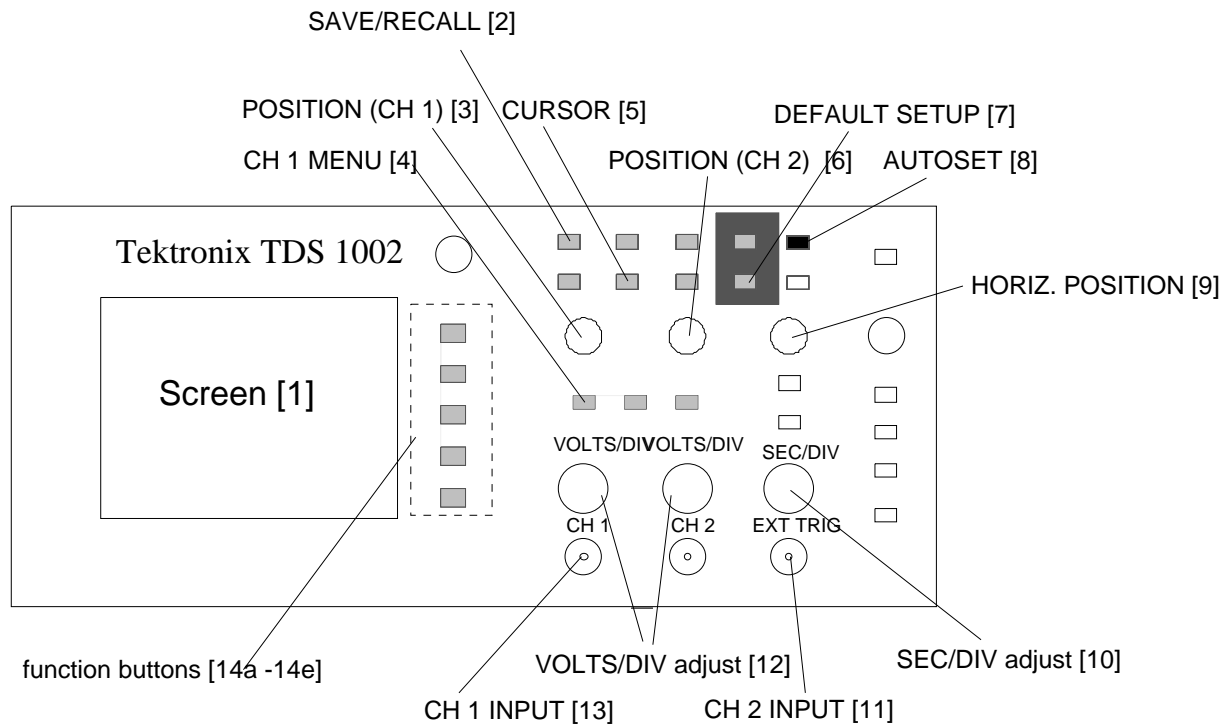 SAVE/RECALL [2]
POSITION (CH 1) [3]
CURSOR [5]
DEFAULT SETUP [7]
CH 1 MENU [4]
POSITION (CH 2) [6]
AUTOSET [8]
Tektronix TDS 1002
HORIZ. POSITION [9]
Screen [1]
VOLTS/DIV
VOLTS/DIV
SEC/DIV
CH 1
CH 2
EXT TRIG
function buttons [14a -14e]
VOLTS/DIV adjust [12]
SEC/DIV adjust [10]
CH 1 INPUT [13]
CH 2 INPUT [11]